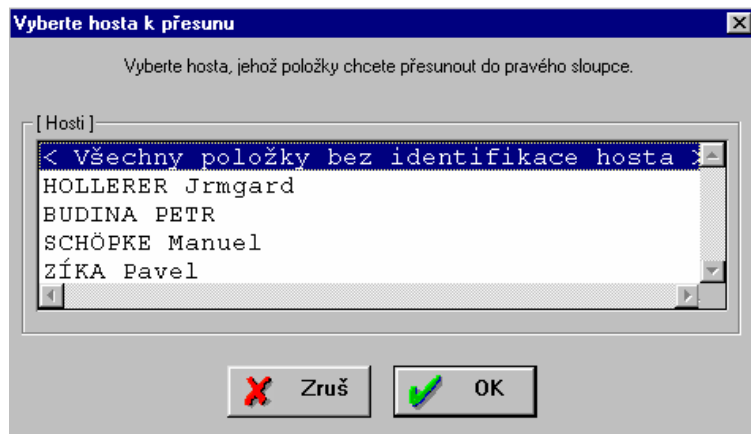 Vyberte hosta k přesunu
Vyberte hosta, jehož položky chcete přesunout do pravého sloupce.
[ Hosti ]
< Všechny položky bez identifikace hosta >
HOLLERER Jrmgard
BUDINA PETR
SCHÖPKE Manuel
ZÍKA Pavel
Zruš OK